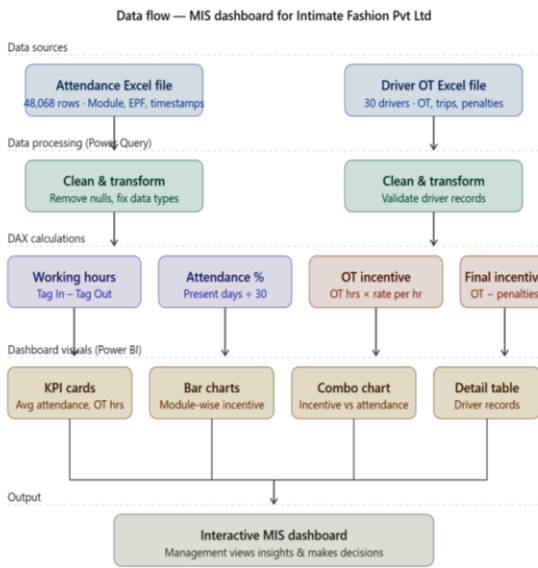 Data flow — MIS dashboard for Intimate Fashion Pvt Ltd
Data sources
Attendance Excel file
48,068 rows · Module, EPF, timestamps
Driver OT Excel file
30 drivers · OT, trips, penalties
Data processing (Power Query)
Clean & transform
Remove nulls, fix data types
Clean & transform
Validate driver records
DAX calculations
Working hours
Tag In – Tag Out
Attendance %
Present days ÷ 30
OT incentive
OT hrs × rate per hr
Final incentiv
OT − penalties
Dashboard visuals (Power BI)
KPI cards
Avg attendance, OT hrs
Bar charts
Module-wise incentive
Combo chart
Incentive vs attendance
Detail table
Driver records
Output
Interactive MIS dashboard
Management views insights & makes decisions